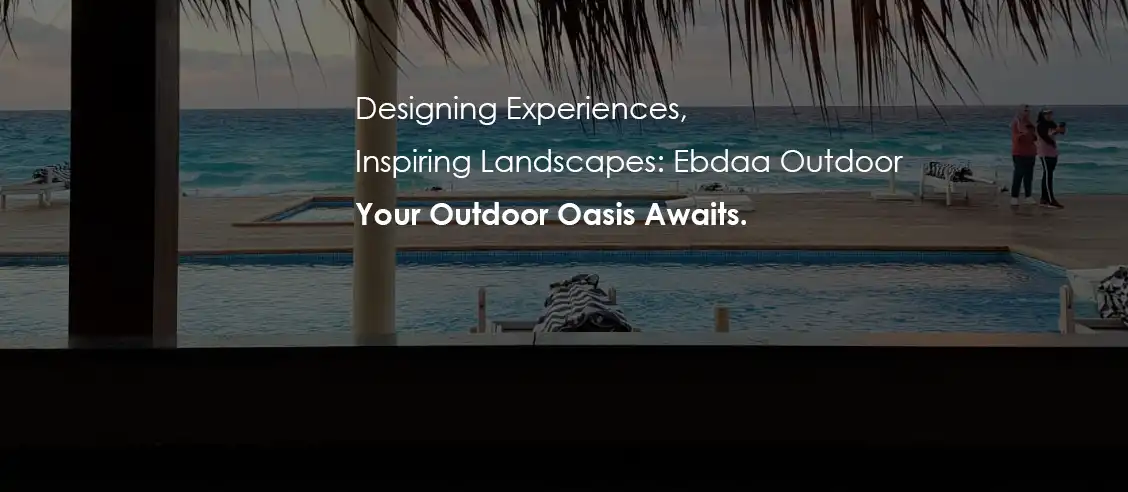 Designing Experiences,
Inspiring Landscapes: Ebdaa Outdoor
Your Outdoor Oasis Awaits.